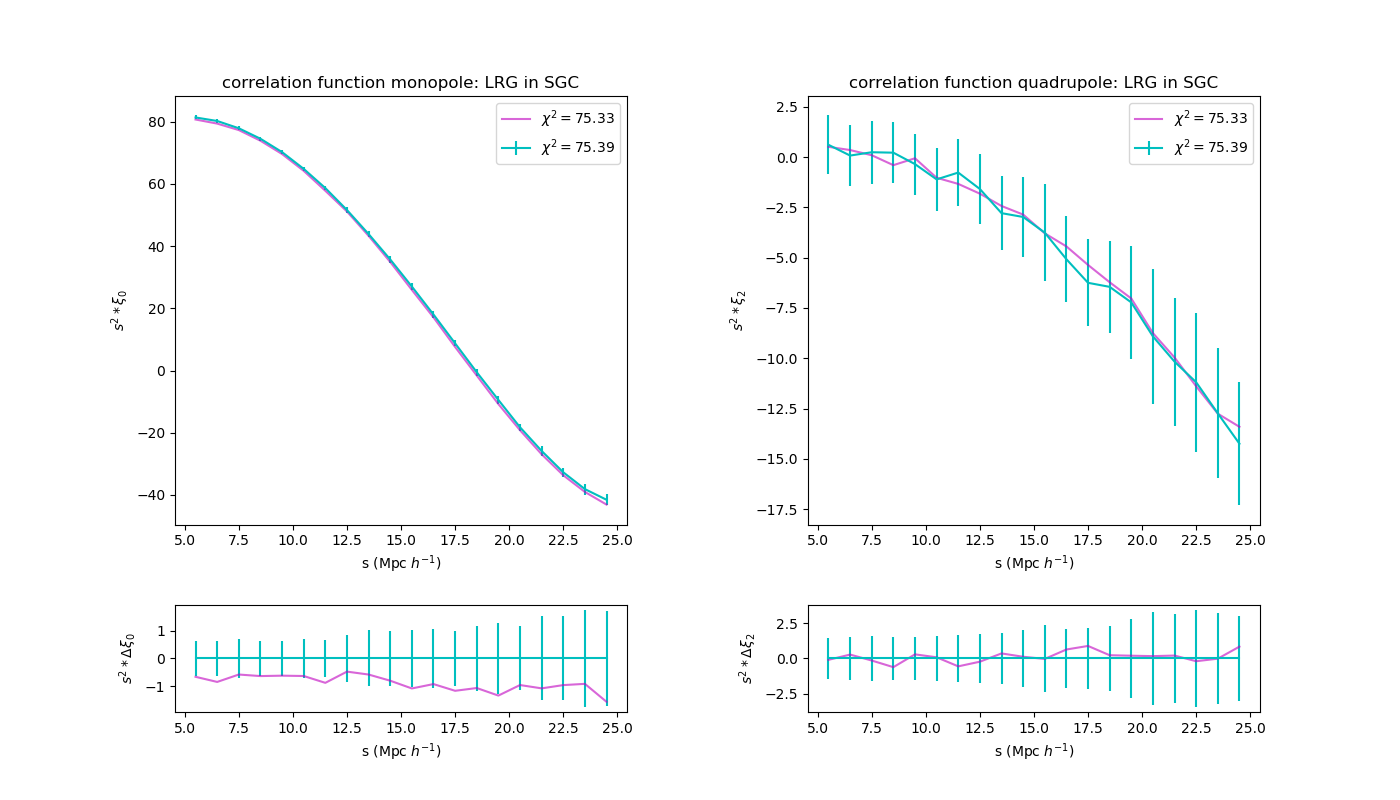 correlation function monopole: LRG in SGC
χ² = 75.33
χ² = 75.39
80
60
40
20
0
−20
−40
s² * ξ₀
5.0 7.5 10.0 12.5 15.0 17.5 20.0 22.5 25.0
s (Mpc h⁻¹)
correlation function quadrupole: LRG in SGC
χ² = 75.33
χ² = 75.39
2.5
0.0
−2.5
−5.0
−7.5
−10.0
−12.5
−15.0
−17.5
s² * ξ₂
5.0 7.5 10.0 12.5 15.0 17.5 20.0 22.5 25.0
s (Mpc h⁻¹)
1
0
−1
s² * Δξ₀
5.0 7.5 10.0 12.5 15.0 17.5 20.0 22.5 25.0
s (Mpc h⁻¹)
2.5
0.0
−2.5
s² * Δξ₂
5.0 7.5 10.0 12.5 15.0 17.5 20.0 22.5 25.0
s (Mpc h⁻¹)